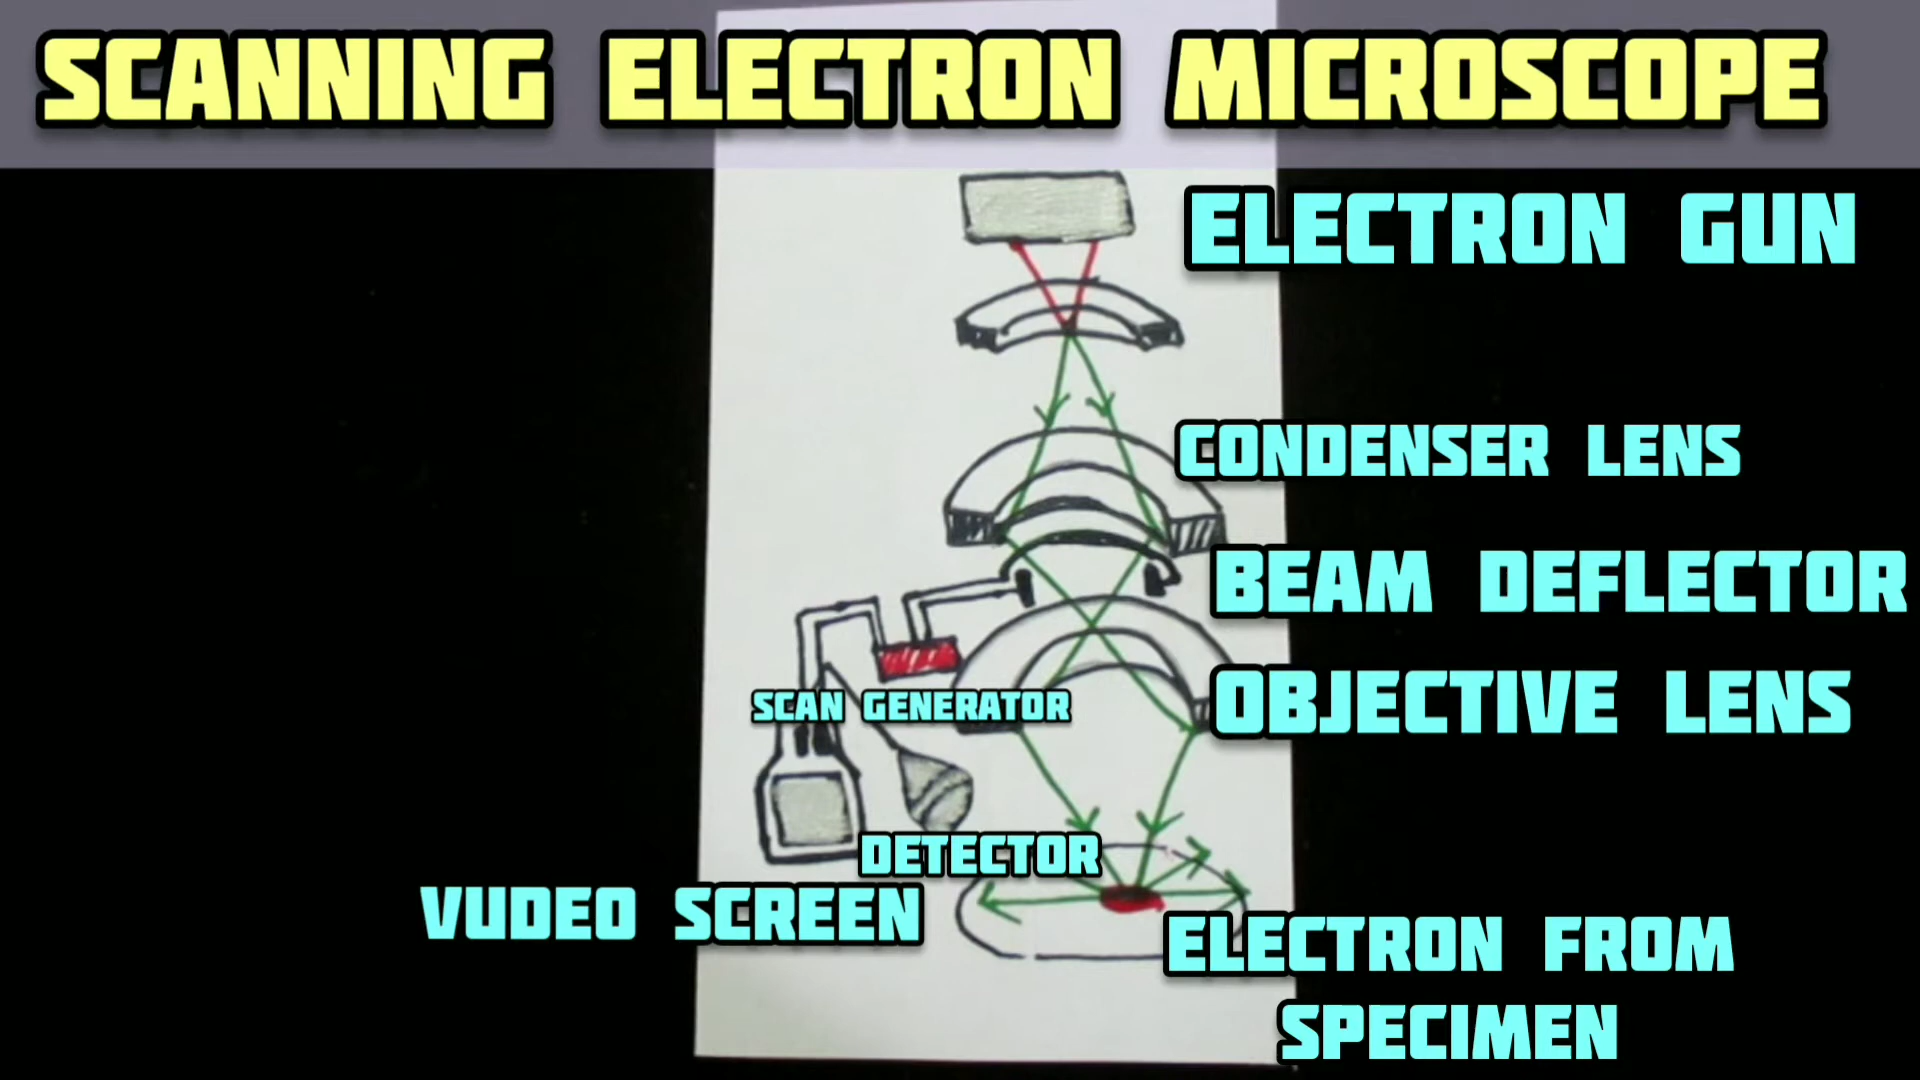 SCANNING ELECTRON MICROSCOPE
ELECTRON GUN
CONDENSER LENS
BEAM DEFLECTOR
OBJECTIVE LENS
SCAN GENERATOR
DETECTOR
VUDEO SCREEN
ELECTRON FROM
SPECIMEN